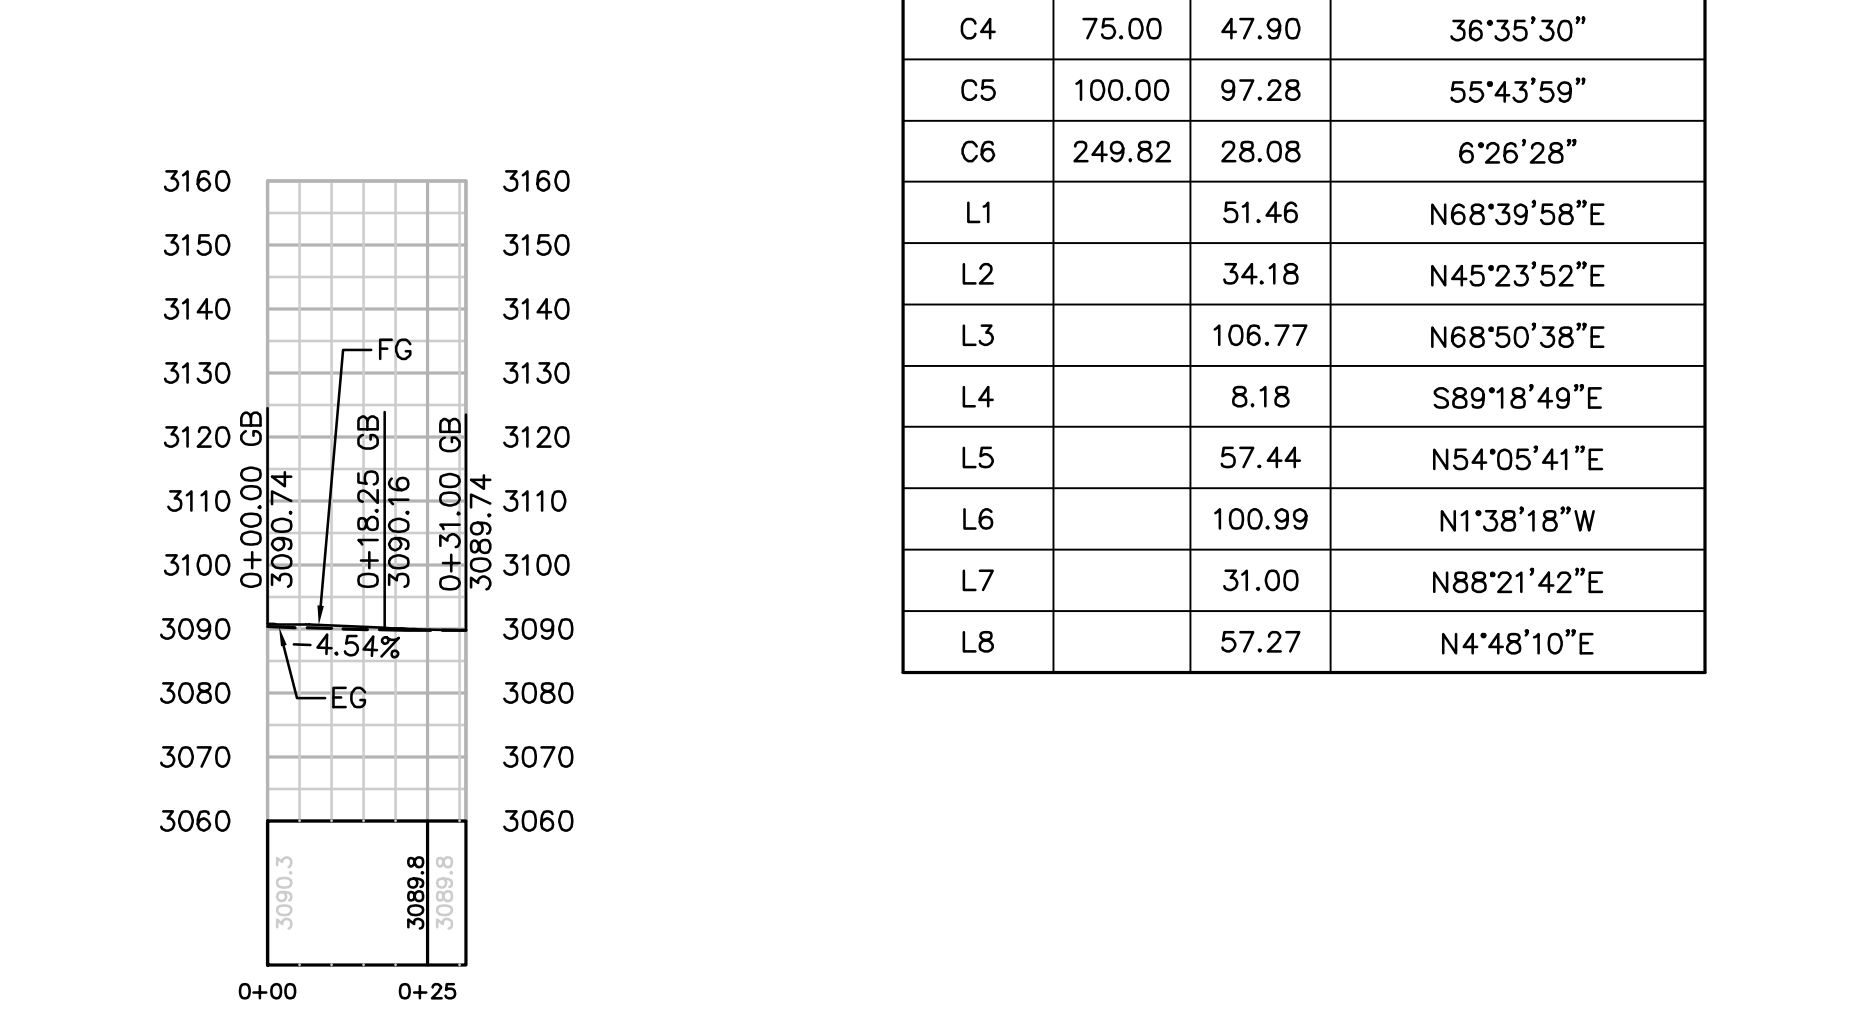 C4 75.00 47.90 36°35'30"
C5 100.00 97.28 55°43'59"
C6 249.82 28.08 6°26'28"
L1 51.46 N68°39'58"E
L2 34.18 N45°23'52"E
L3 106.77 N68°50'38"E
L4 8.18 S89°18'49"E
L5 57.44 N54°05'41"E
L6 100.99 N1°38'18"W
L7 31.00 N88°21'42"E
L8 57.27 N4°48'10"E
3160 3160
3150 3150
3140 3140
FG
3130 3130
3120 3120
3110 3110
3100 3100
0+00.00 GB
3090.74
0+18.25 GB
3090.16
0+31.00 GB
3089.74
3090 3090
-4.54%
3080 3080
EG
3070 3070
3060 3060
3090.3
3089.8
3089.8
0+00 0+25